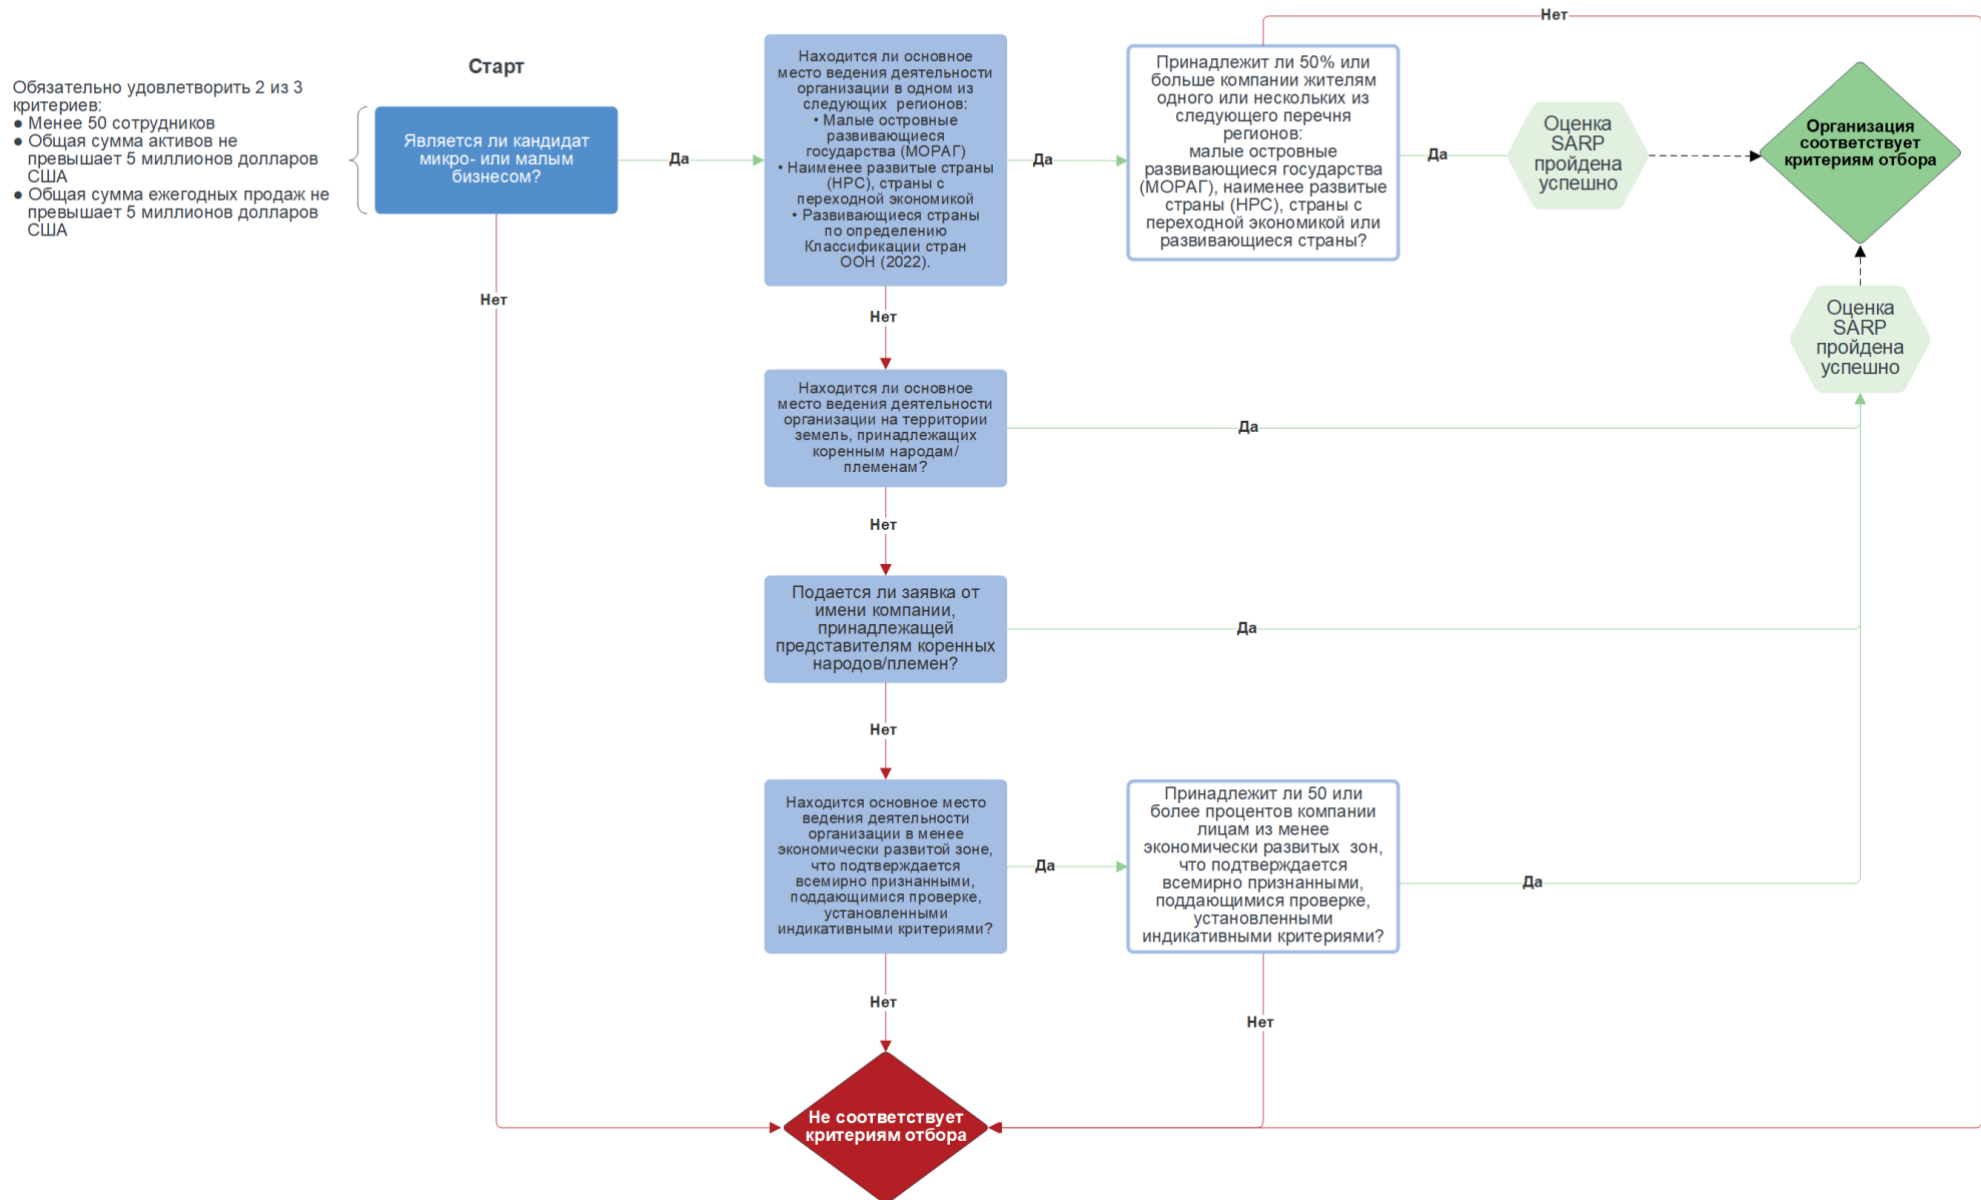 Старт
Обязательно удовлетворить 2 из 3
критериев:
● Менее 50 сотрудников
● Общая сумма активов не
превышает 5 миллионов долларов
США
● Общая сумма ежегодных продаж не
превышает 5 миллионов долларов
США
Является ли кандидат
микро- или малым
бизнесом?
Да
Нет
Находится ли основное
место ведения деятельности
организации в одном из
следующих регионов:
• Малые островные
развивающиеся
государства (МОРАГ)
• Наименее развитые страны
(НРС), страны с
переходной экономикой
• Развивающиеся страны
по определению
Классификации стран
ООН (2022).
Да
Нет
Принадлежит ли 50% или
больше компании жителям
одного или нескольких из
следующего перечня
регионов:
малые островные
развивающиеся государства
(МОРАГ), наименее развитые
страны (НРС), страны с
переходной экономикой или
развивающиеся страны?
Нет
Да
Оценка
SARP
пройдена
успешно
Организация
соответствует
критериям отбора
Оценка
SARP
пройдена
успешно
Находится ли основное
место ведения деятельности
организации на территории
земель, принадлежащих
коренным народам/
племенам?
Да
Нет
Подается ли заявка от
имени компании,
принадлежащей
представителям коренных
народов/племен?
Да
Нет
Находится основное место
ведения деятельности
организации в менее
экономически развитой зоне,
что подтверждается
всемирно признанными,
поддающимися проверке,
установленными
индикативными критериями?
Да
Нет
Принадлежит ли 50 или
более процентов компании
лицам из менее
экономически развитых зон,
что подтверждается
всемирно признанными,
поддающимися проверке,
установленными
индикативными критериями?
Да
Нет
Не соответствует
критериям отбора